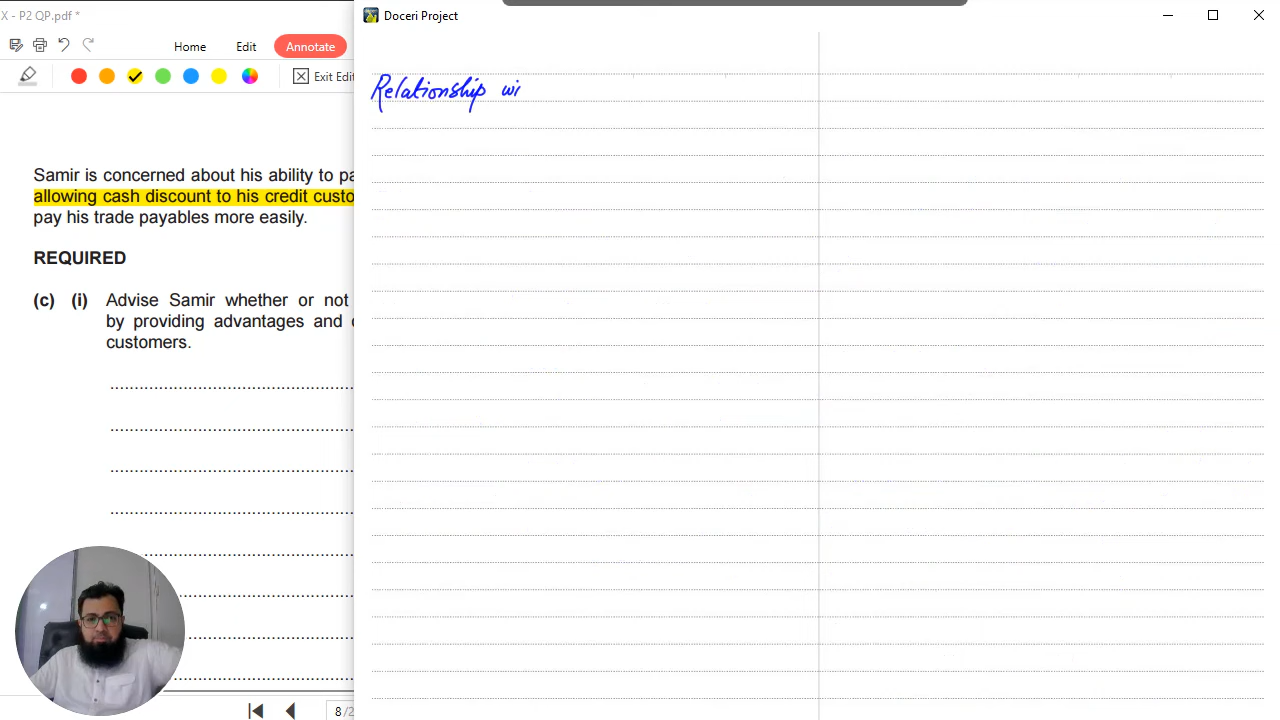 X - P2 QP.pdf *
Doceri Project
Home Edit Annotate
Exit Edi
Samir is concerned about his ability to pa
allowing cash discount to his credit custo
pay his trade payables more easily.
REQUIRED
(c) (i) Advise Samir whether or not
by providing advantages and
customers.
8/2
Relationship wi